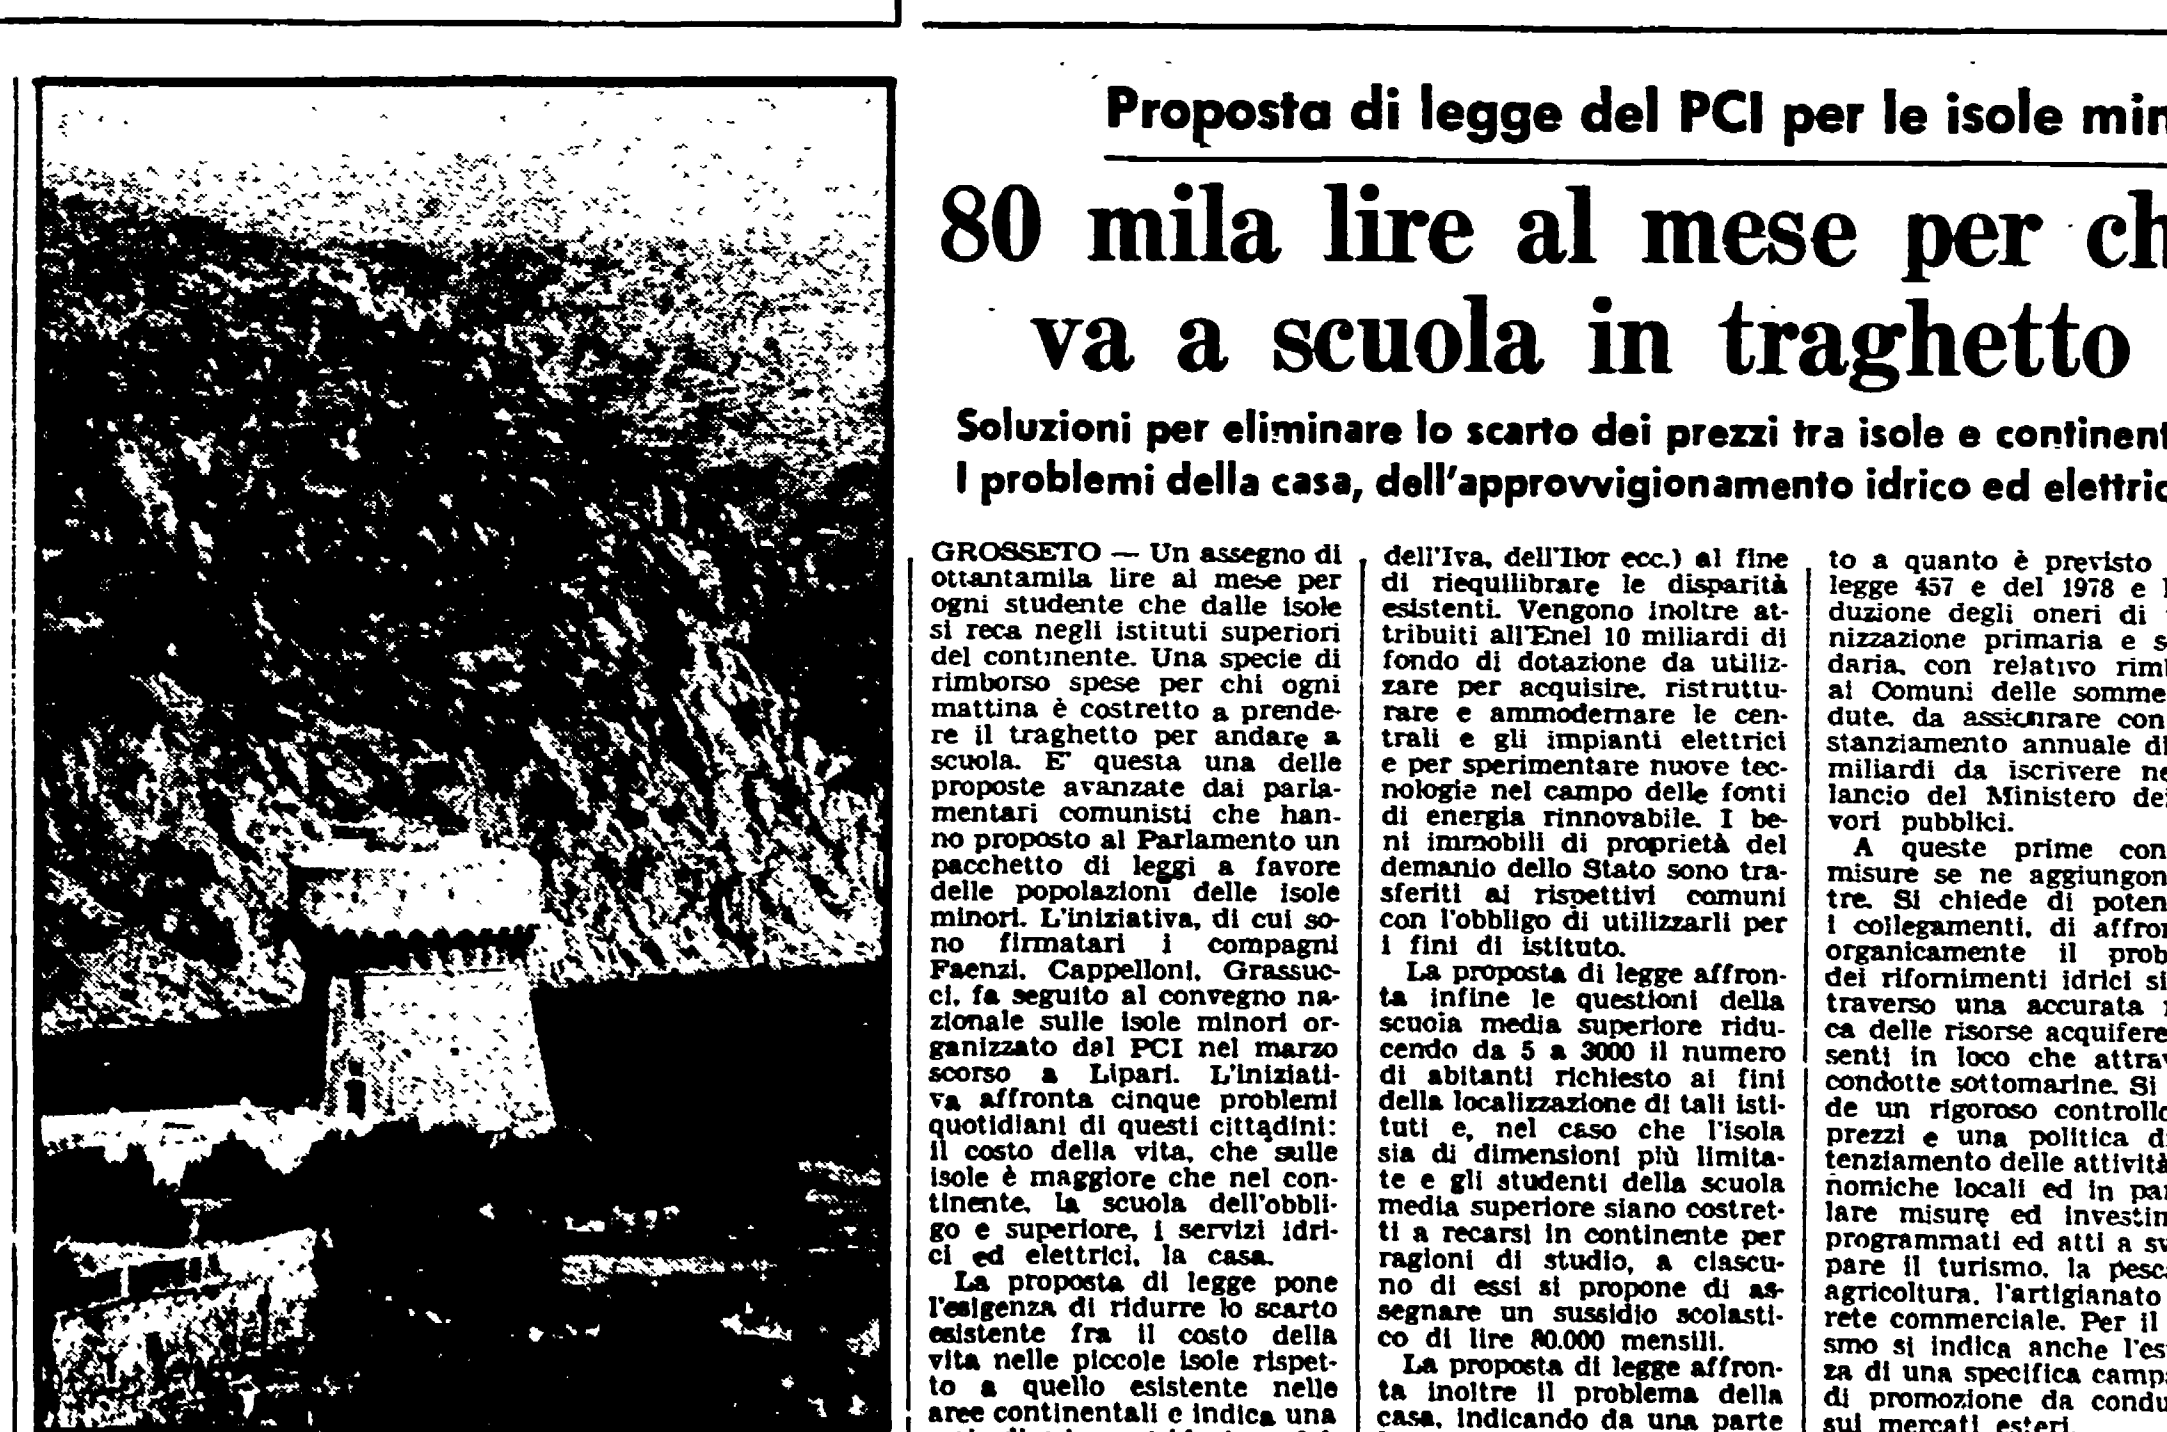 Proposta di legge del PCI per le isole min
80 mila lire al mese per ch
va a scuola in traghetto
Soluzioni per eliminare lo scarto dei prezzi tra isole e continent
I problemi della casa, dell'approvvigionamento idrico ed elettric
GROSSETO — Un assegno di
ottantamila lire al mese per
ogni studente che dalle isole
si reca negli istituti superiori
del continente. Una specie di
rimborso spese per chi ogni
mattina è costretto a prende-
re il traghetto per andare a
scuola. E' questa una delle
proposte avanzate dai parla-
mentari comunisti che han-
no proposto al Parlamento un
pacchetto di leggi a favore
delle popolazioni delle isole
minori. L'iniziativa, di cui so-
no firmatari i compagni
Faenzi, Cappelloni, Grassuc-
ci, fa seguito al convegno na-
zionale sulle isole minori or-
ganizzato dal PCI nel marzo
scorso a Lipari. L'iniziati-
va affronta cinque problemi
quotidiani di questi cittadini:
il costo della vita, che sulle
isole è maggiore che nel con-
tinente, la scuola dell'obbli-
go e superiore, i servizi idri-
ci ed elettrici, la casa.
La proposta di legge pone
l'esigenza di ridurre lo scarto
esistente fra il costo della
vita nelle piccole isole rispet-
to a quello esistente nelle
aree continentali e indica una
dell'Iva, dell'Ilor ecc.) al fine
di riequilibrare le disparità
esistenti. Vengono inoltre at-
tribuiti all'Enel 10 miliardi di
fondo di dotazione da utiliz-
zare per acquisire, ristruttu-
rare e ammodernare le cen-
trali e gli impianti elettrici
e per sperimentare nuove tec-
nologie nel campo delle fonti
di energia rinnovabile. I be-
ni immobili di proprietà del
demanio dello Stato sono tra-
sferiti ai rispettivi comuni
con l'obbligo di utilizzarli per
i fini di istituto.
La proposta di legge affron-
ta infine le questioni della
scuola media superiore ridu-
cendo da 5 a 3000 il numero
di abitanti richiesto ai fini
della localizzazione di tali isti-
tuti e, nel caso che l'isola
sia di dimensioni più limita-
te e gli studenti della scuola
media superiore siano costret-
ti a recarsi in continente per
ragioni di studio, a ciascu-
no di essi si propone di as-
segnare un sussidio scolasti-
co di lire 80.000 mensili.
La proposta di legge affron-
ta inoltre il problema della
casa, indicando da una parte
to a quanto è previsto
legge 457 e del 1978 e l
duzione degli oneri di
nizzazione primaria e s
daria, con relativo rim
ai Comuni delle somme
dute, da assicurare con
stanziamento annuale di
miliardi da iscrivere ne
lancio del Ministero dei
vori pubblici.
A queste prime con
misure se ne aggiungon
tre. Si chiede di poten
i collegamenti, di affron
organicamente il prob
dei rifornimenti idrici si
traverso una accurata r
ca delle risorse acquifere
senti in loco che attrav
condotte sottomarine. Si
de un rigoroso controllo
prezzi e una politica di
tenziamento delle attività
nomiche locali ed in par
lare misure ed investim
programmati ed atti a sv
pare il turismo, la pesca
agricoltura, l'artigianato
rete commerciale. Per il
smo si indica anche l'es
za di una specifica camp
di promozione da condu
sui mercati esteri.